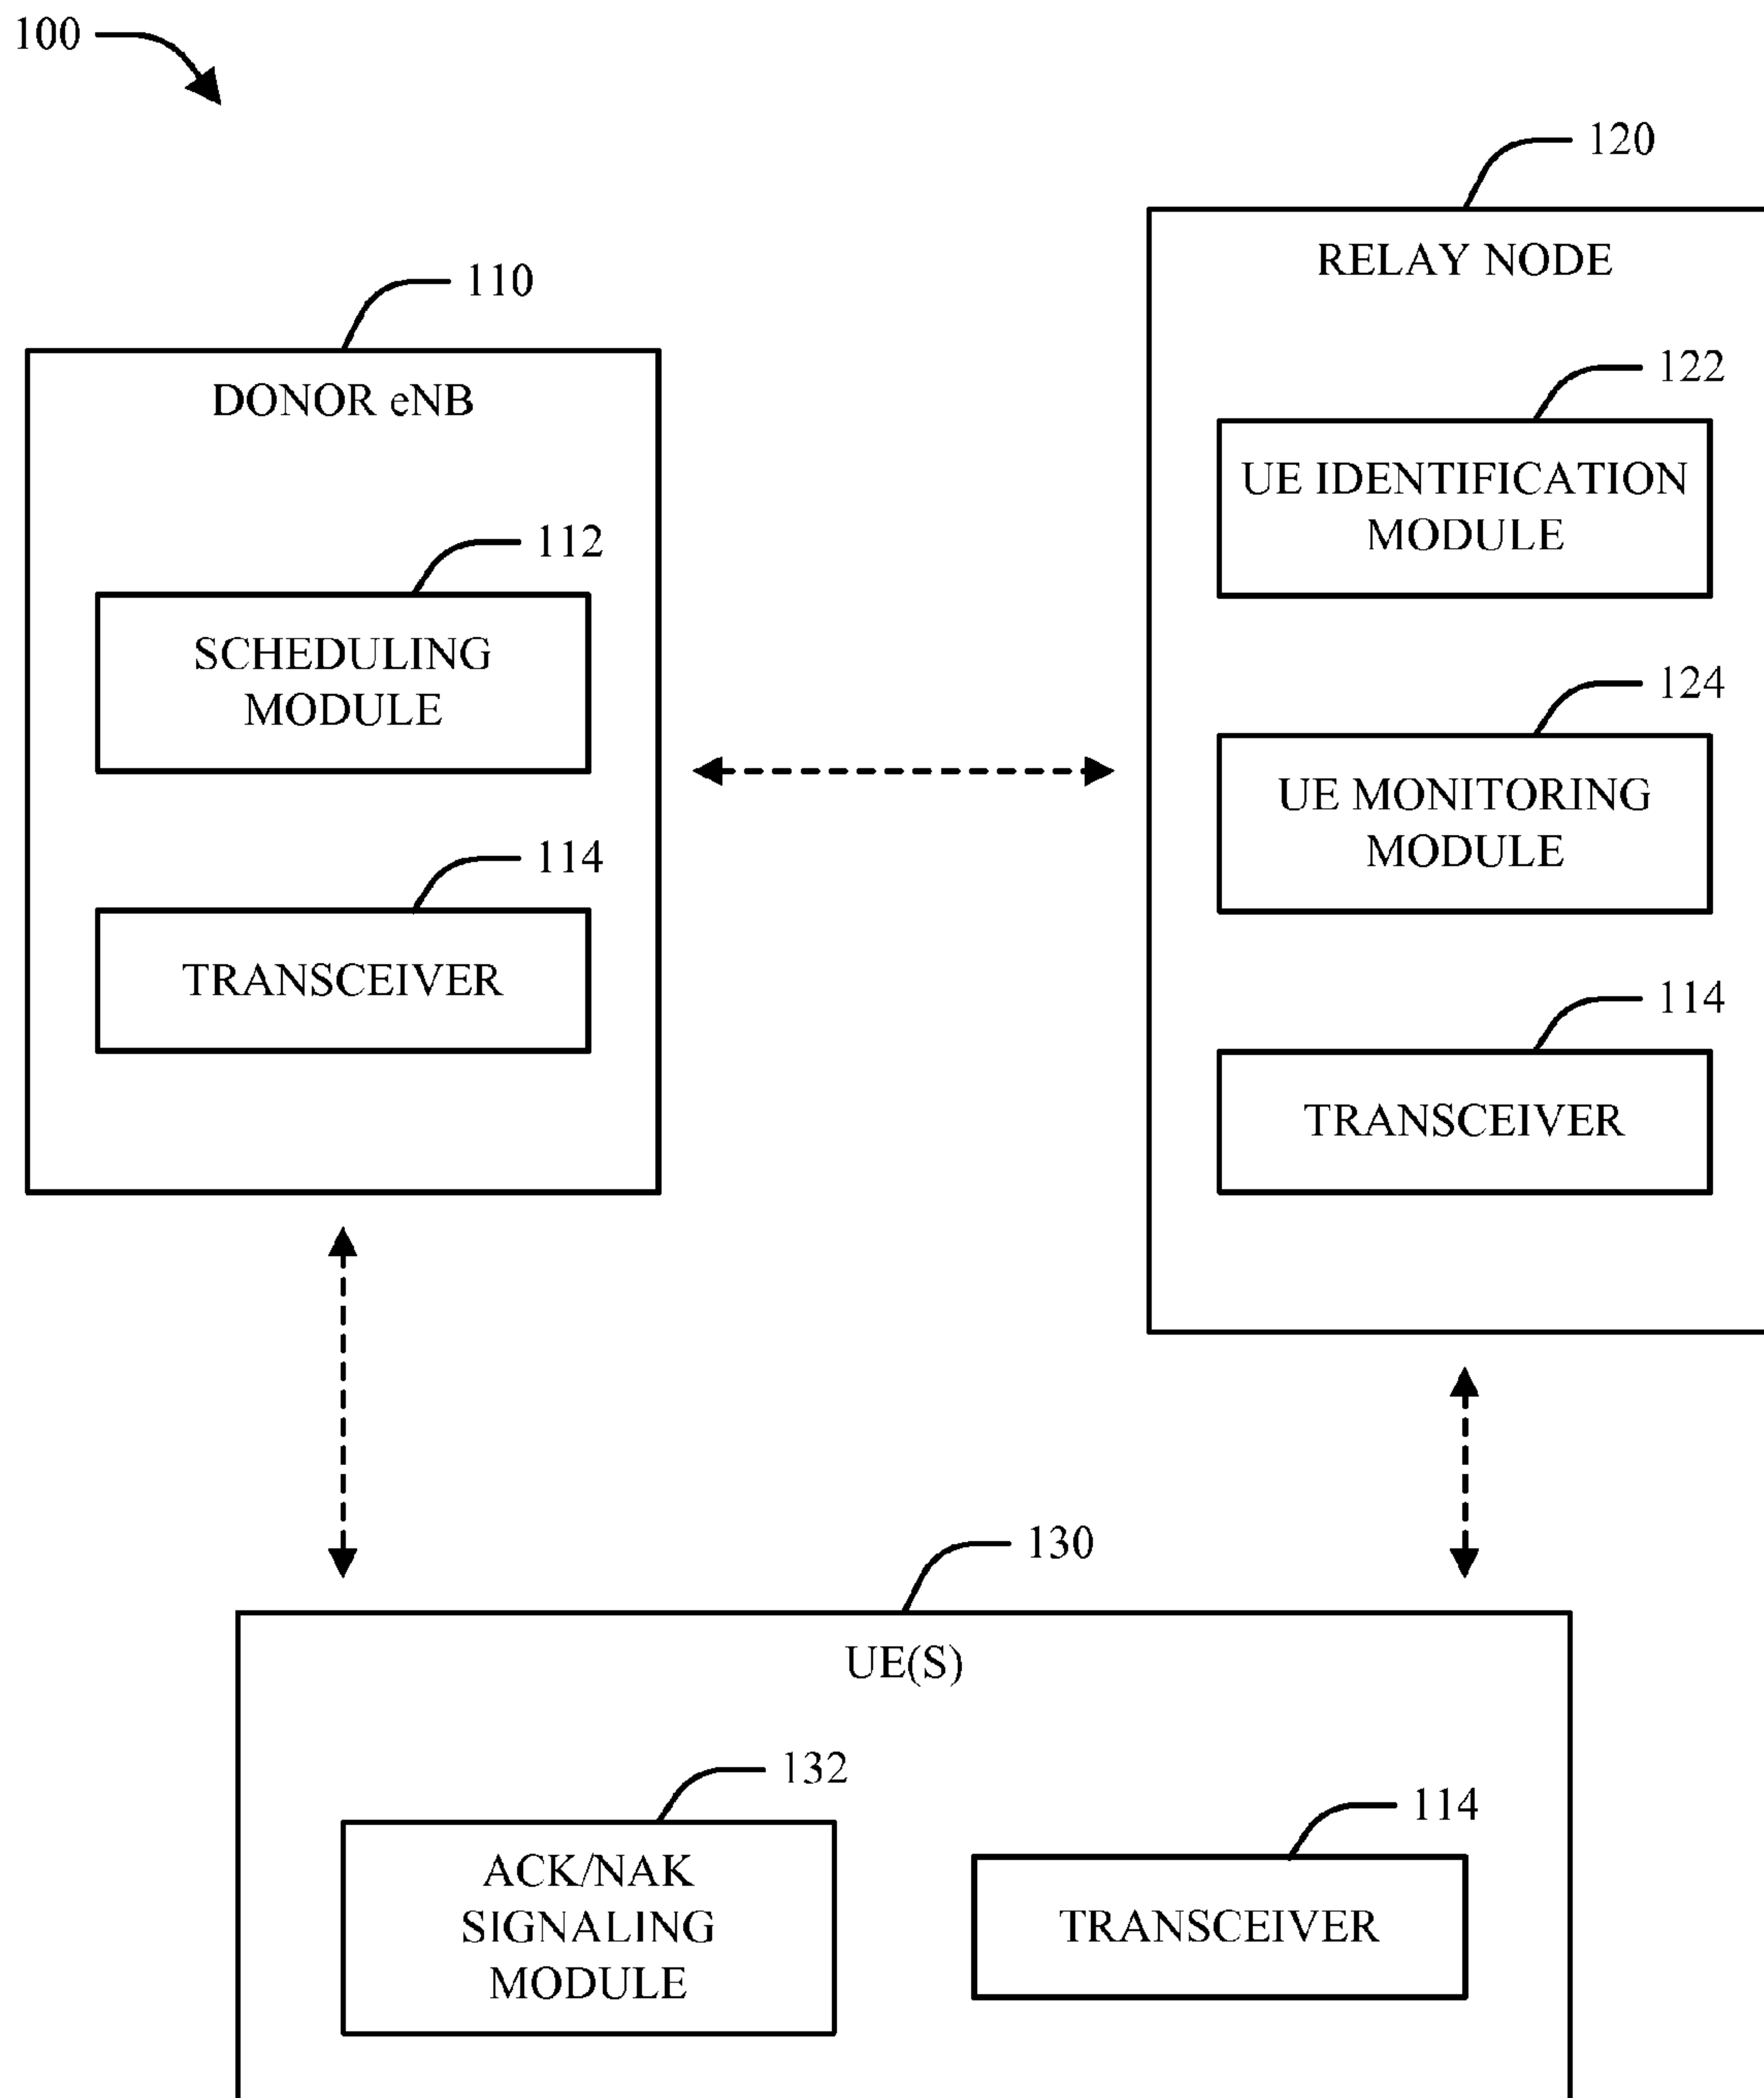 100
120
RELAY NODE
110
DONOR eNB
122
UE IDENTIFICATION
MODULE
112
SCHEDULING
MODULE
124
UE MONITORING
MODULE
114
TRANSCEIVER
114
TRANSCEIVER
130
UE(S)
132
ACK/NAK
SIGNALING
MODULE
114
TRANSCEIVER